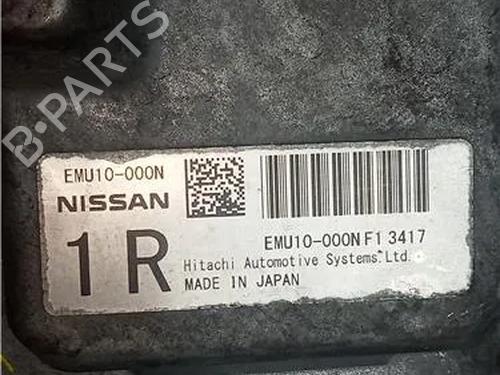 B-PARTS
EMU10-000N
NISSAN
1R
EMU10-000N F1 3417
Hitachi Automotive Systems,Ltd.
MADE IN JAPAN